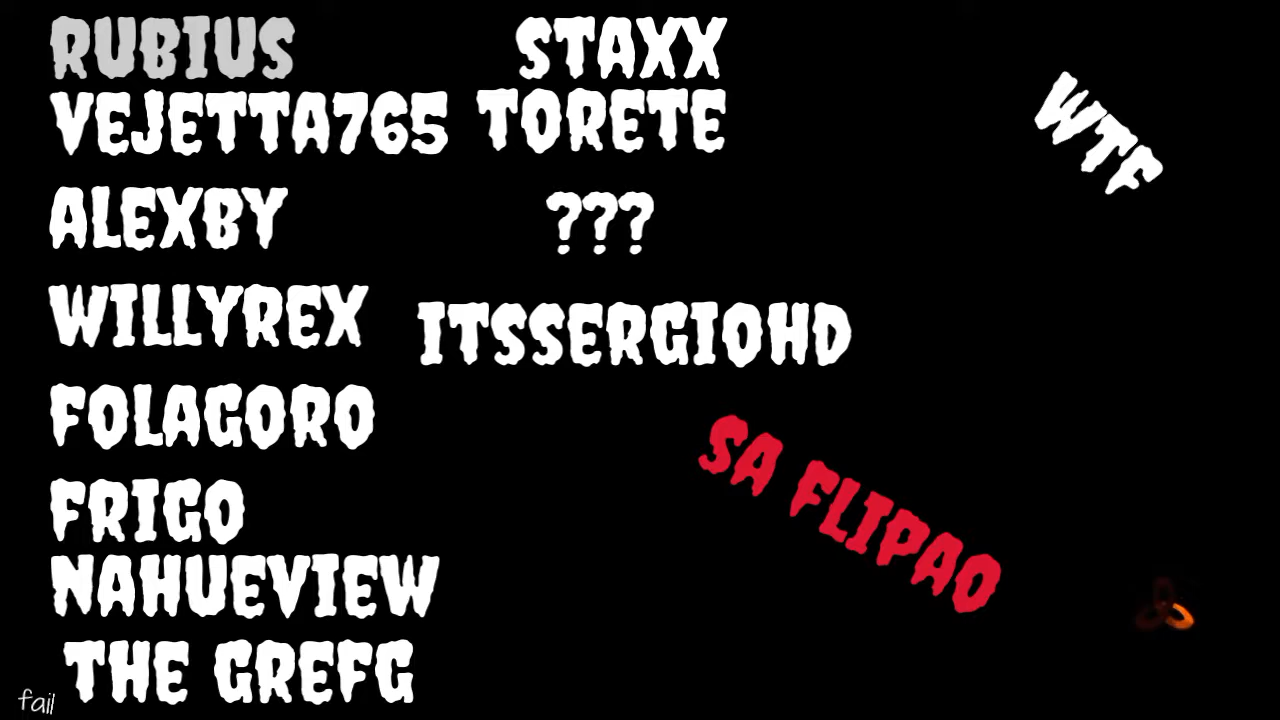 RUBIUS
VEJETTA765
ALEXBY
WILLYREX
FOLAGORO
FRIGO
NAHUEVIEW
THE GREFG
fail
STAXX
TORETE
???
ITSSERGIOHD
WTF
SA FLIPAO